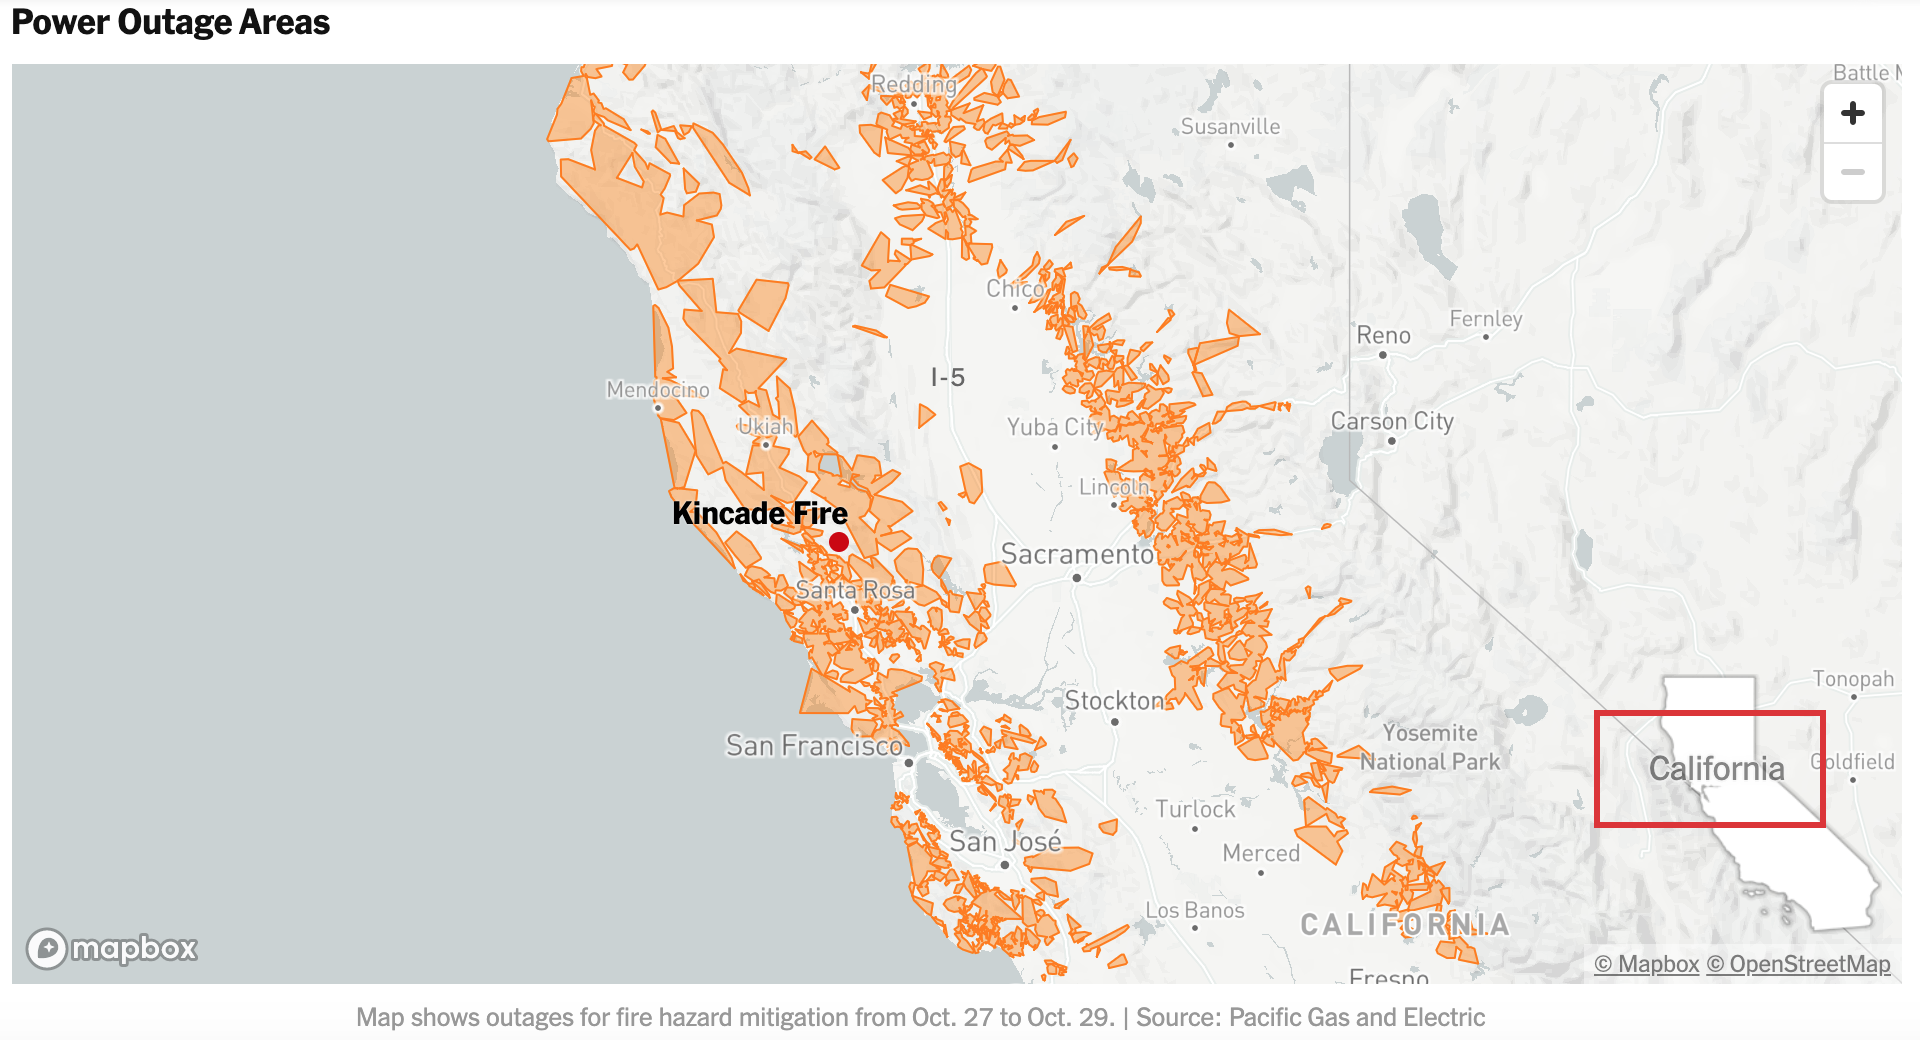 Power Outage Areas
Redding
Battle M
Susanville
+
−
Chico
Reno
Fernley
I-5
Mendocino
Ukiah
Yuba City
Carson City
Lincoln
Kincade Fire
Sacramento
Santa Rosa
Stockton
Tonopah
San Francisco
Yosemite
National Park
California
Goldfield
Turlock
San José
Merced
Los Banos
CALIFORNIA
mapbox
Fresno
© Mapbox © OpenStreetMap
Map shows outages for fire hazard mitigation from Oct. 27 to Oct. 29. | Source: Pacific Gas and Electric